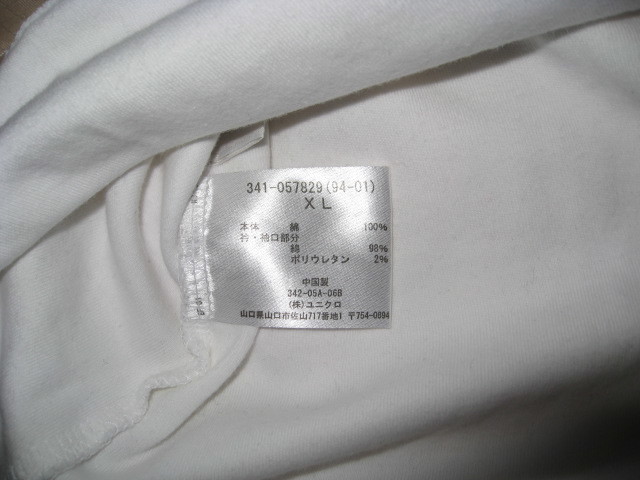 341-057829(94-01)
XL
本体 綿 100%
衿・袖口部分
綿 98%
ポリウレタン 2%
中国製
342-05A-06B
(株)ユニクロ
山口県山口市佐山717番地1 〒754-0894